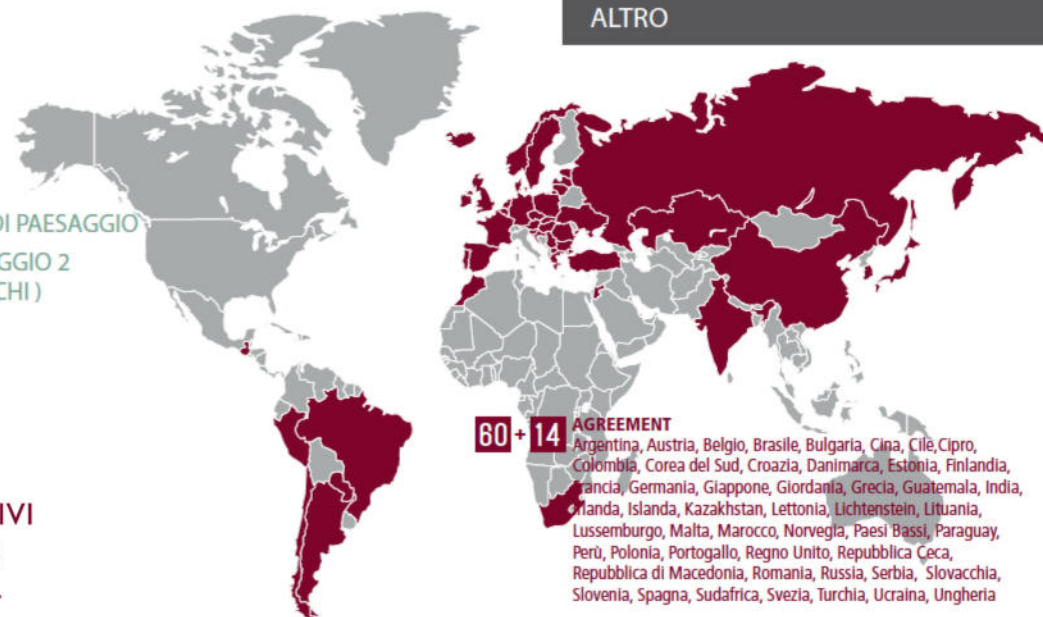 ALTRO
DI PAESAGGIO
GGIO 2
CHI )
IVI
60 + 14 AGREEMENT
Argentina, Austria, Belgio, Brasile, Bulgaria, Cina, Cile,Cipro,
Colombia, Corea del Sud, Croazia, Danimarca, Estonia, Finlandia,
Francia, Germania, Giappone, Giordania, Grecia, Guatemala, India,
Irlanda, Islanda, Kazakhstan, Lettonia, Lichtenstein, Lituania,
Lussemburgo, Malta, Marocco, Norvegia, Paesi Bassi, Paraguay,
Perù, Polonia, Portogallo, Regno Unito, Repubblica Ceca,
Repubblica di Macedonia, Romania, Russia, Serbia, Slovacchia,
Slovenia, Spagna, Sudafrica, Svezia, Turchia, Ucraina, Ungheria